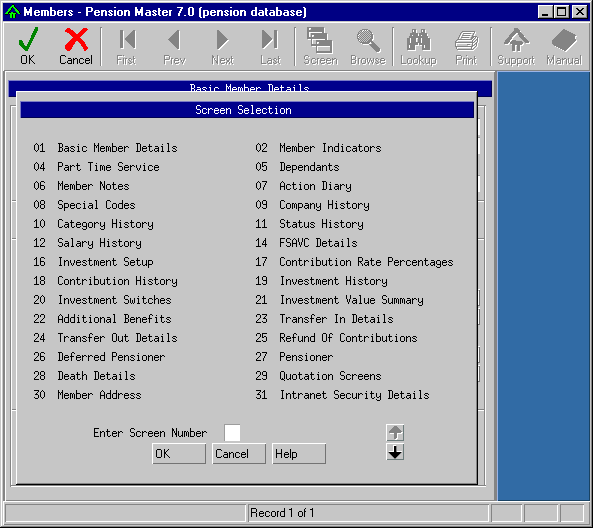 Members - Pension Master 7.0 (pension database)
OK Cancel First Prev Next Last Screen Browse Lookup Print Support Manual
Basic Member Details
Screen Selection
01 Basic Member Details 02 Member Indicators
04 Part Time Service 05 Dependants
06 Member Notes 07 Action Diary
08 Special Codes 09 Company History
10 Category History 11 Status History
12 Salary History 14 FSAVC Details
16 Investment Setup 17 Contribution Rate Percentages
18 Contribution History 19 Investment History
20 Investment Switches 21 Investment Value Summary
22 Additional Benefits 23 Transfer In Details
24 Transfer Out Details 25 Refund Of Contributions
26 Deferred Pensioner 27 Pensioner
28 Death Details 29 Quotation Screens
30 Member Address 31 Intranet Security Details
Enter Screen Number
OK Cancel Help
Record 1 of 1